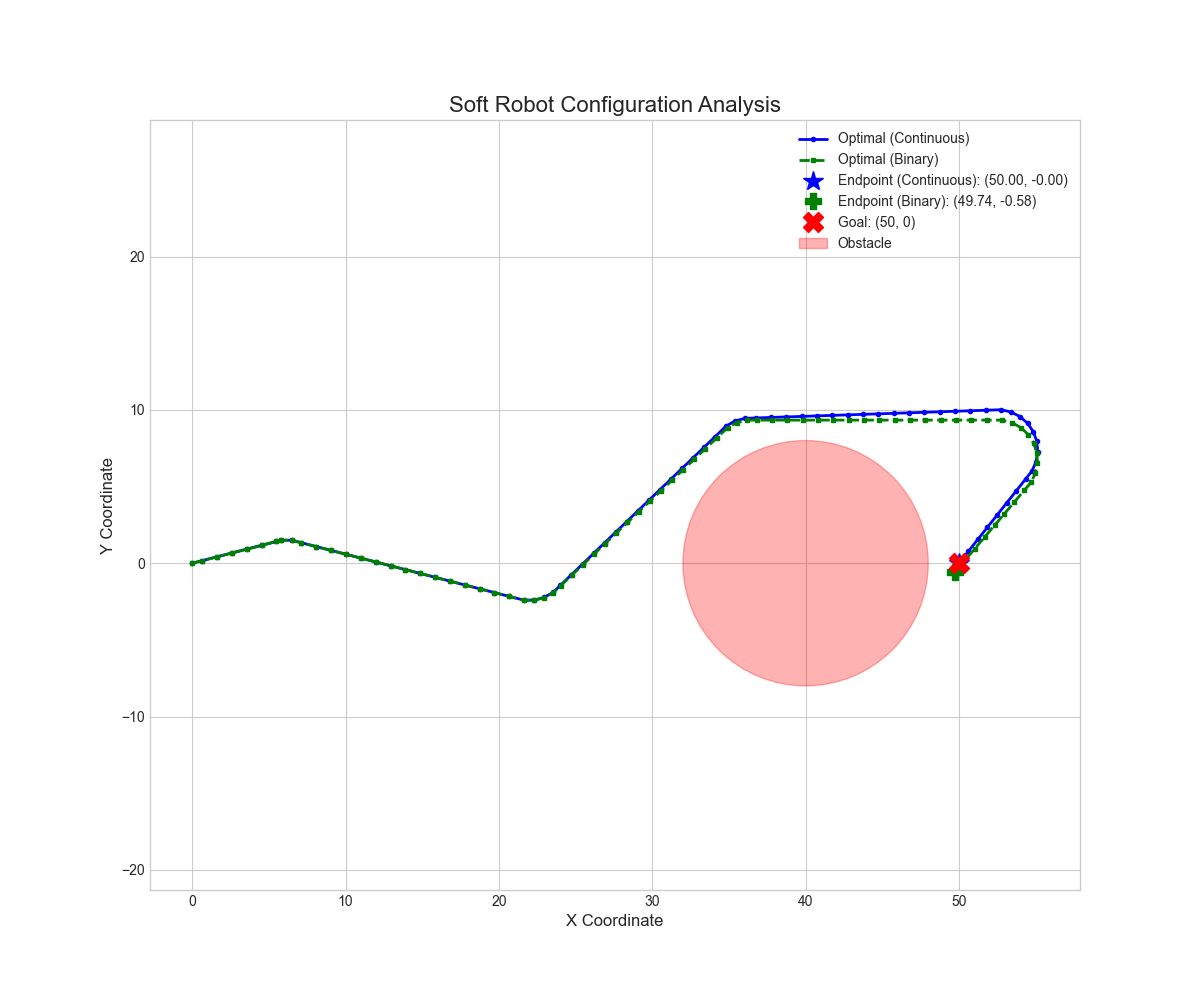 Soft Robot Configuration Analysis
Optimal (Continuous)
Optimal (Binary)
Endpoint (Continuous): (50.00, -0.00)
Endpoint (Binary): (49.74, -0.58)
Goal: (50, 0)
Obstacle
Y Coordinate
20
10
0
−10
−20
0 10 20 30 40 50
X Coordinate